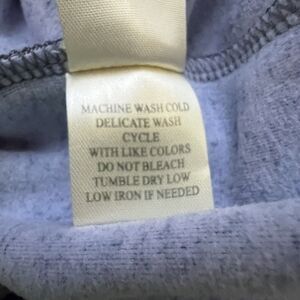 MACHINE WASH COLD
DELICATE WASH
CYCLE
WITH LIKE COLORS
DO NOT BLEACH
TUMBLE DRY LOW
LOW IRON IF NEEDED